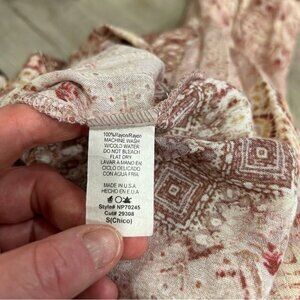 100%Rayon/Rayon
MACHINE WASH
W/COLD WATER
DO NOT BLEACH
FLAT DRY
LAVAR A MANO EN
CICLO DELICADO
CON AGUA FRIA
MADE IN U.S.A
HECHO EN E.U.A
Style# NP70245
Cut# 29308
S(Chico)